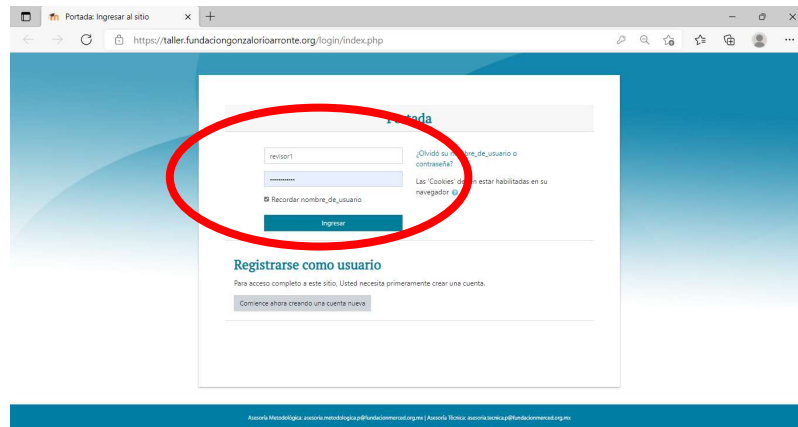 Portada: Ingresar al sitio
https://taller.fundaciongonzalorioarronte.org/login/index.php
Portada
revisor1
•••••••••••••
¿Olvidó su nombre_de_usuario o
contraseña?
Las 'Cookies' deben estar habilitadas en su
navegador
Recordar nombre_de_usuario
Ingresar
Registrarse como usuario
Para acceso completo a este sitio, Usted necesita primeramente crear una cuenta.
Comience ahora creando una cuenta nueva
Asesoría Metodológica: asesoria.metodologica.p@fundacionmerced.org.mx | Asesoría Técnica: asesoria.tecnica.p@fundacionmerced.org.mx